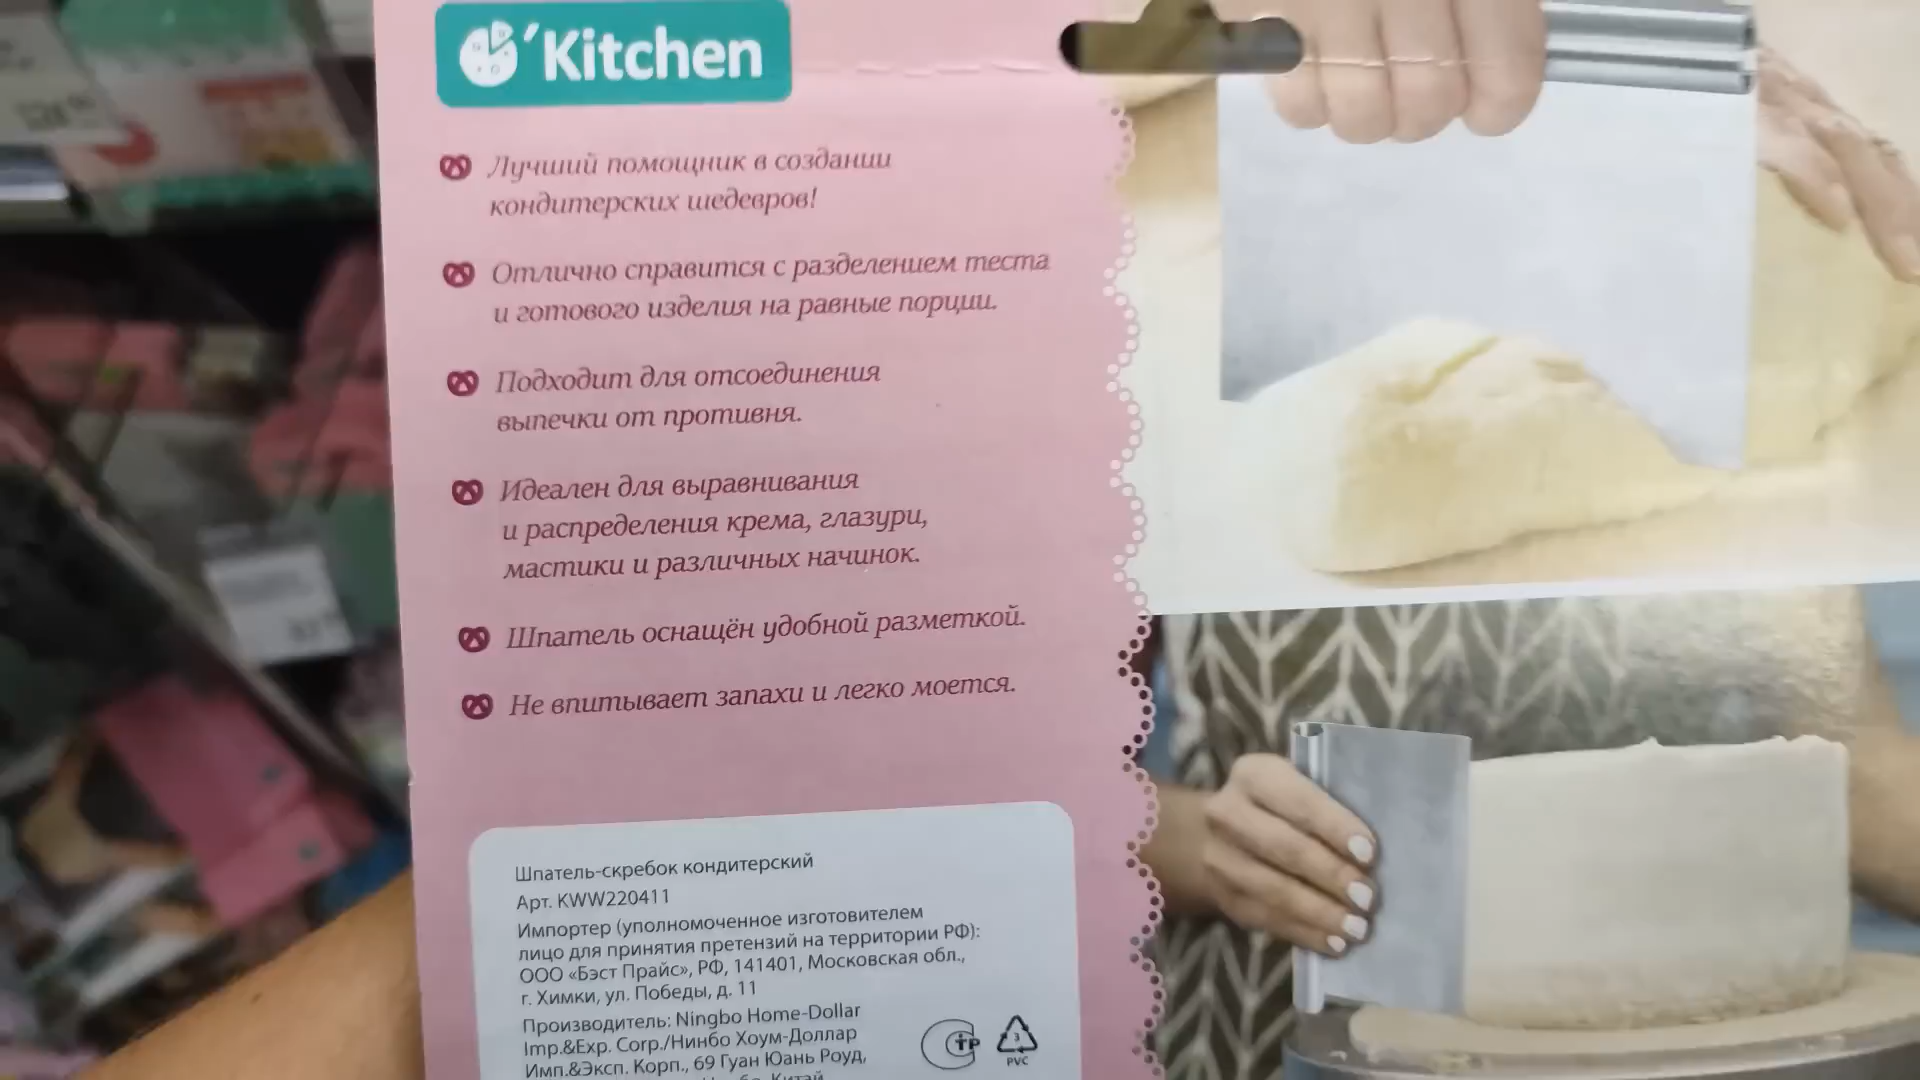 'Kitchen
Лучший помощник в создании
кондитерских шедевров!
Отлично справится с разделением теста
и готового изделия на равные порции.
Подходит для отсоединения
выпечки от противня.
Идеален для выравнивания
и распределения крема, глазури,
мастики и различных начинок.
Шпатель оснащён удобной разметкой.
Не впитывает запахи и легко моется.
Шпатель-скребок кондитерский
Арт. KWW220411
Импортер (уполномоченное изготовителем
лицо для принятия претензий на территории РФ):
ООО «Бэст Прайс», РФ, 141401, Московская обл.,
г. Химки, ул. Победы, д. 11
Производитель: Ningbo Home-Dollar
Imp.&Exp. Corp./Нинбо Хоум-Доллар
Имп.&Эксп. Корп., 69 Гуан Юань Роуд,
Китай
3
PVC